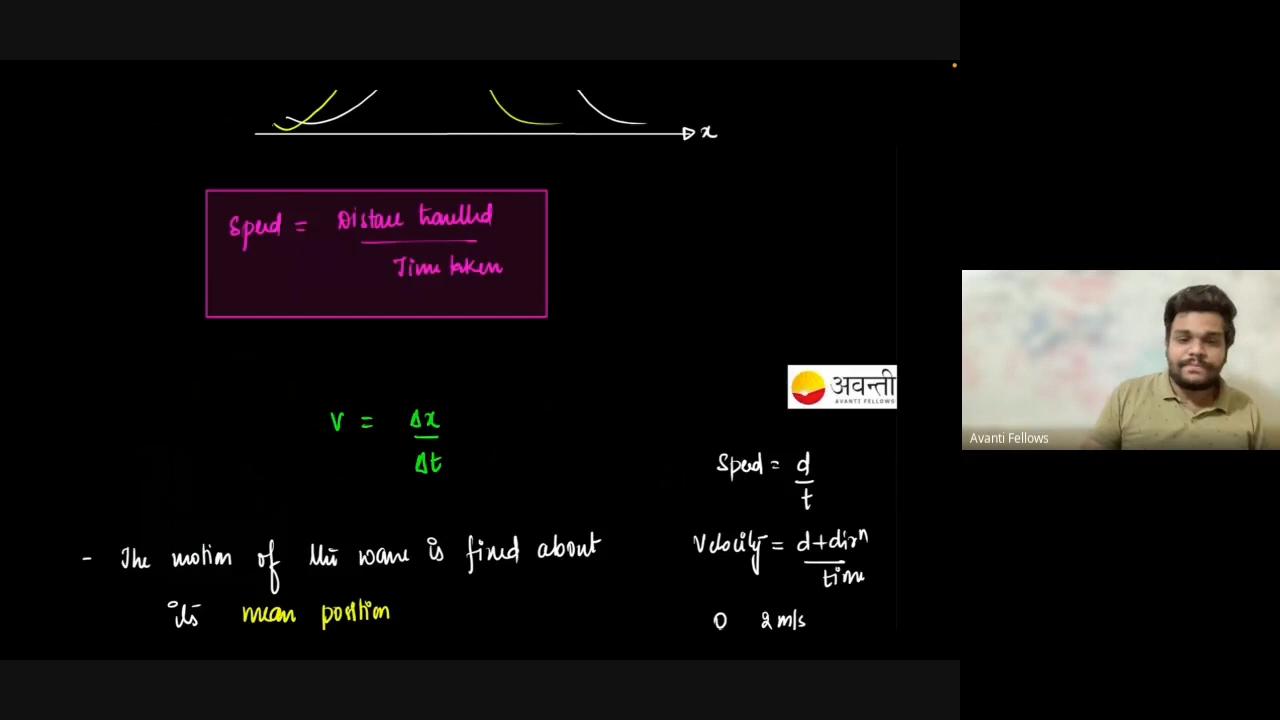 x
Speed = Distance travelled
Time taken
अवन्ती
AVANTI FELLOWS
Avanti Fellows
V = Δx
Δt
Speed = d
t
- The motion of the wave is fixed about
its mean position
Velocity = d+dirⁿ
time
0 2m/s